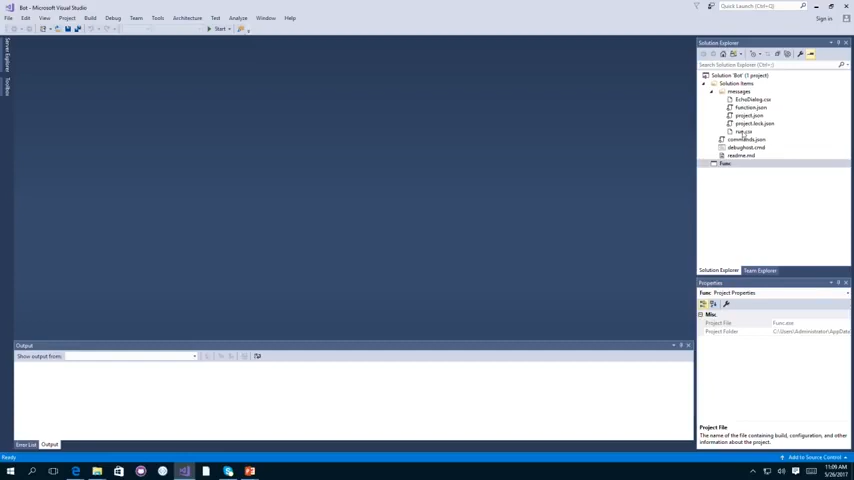 Bot - Microsoft Visual Studio
Quick Launch (Ctrl+Q)
File Edit View Project Build Debug Team Tools Architecture Test Analyze Window Help
Sign in
Start
Server Explorer
Toolbox
Solution Explorer
Search Solution Explorer (Ctrl+;)
Solution 'Bot' (1 project)
Solution Items
messages
EchoDialog.csx
function.json
project.json
project.lock.json
run.csx
commands.json
debughost.cmd
readme.md
Func
Solution Explorer Team Explorer
Properties
Func Project Properties
Misc
Project File Func.exe
Project Folder C:\Users\Administrator\AppData
Project File
The name of the file containing build, configuration, and other
information about the project.
Output
Show output from:
Error List Output
Ready
Add to Source Control
11:09 AM
5/26/2017